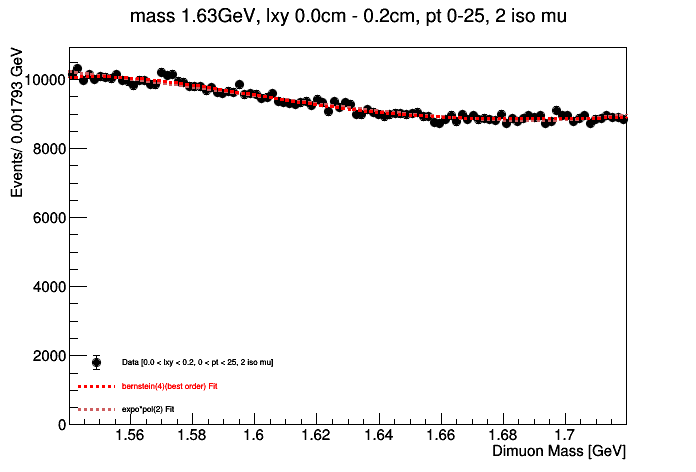 mass 1.63GeV, lxy 0.0cm - 0.2cm, pt 0-25, 2 iso mu
Events/ 0.001793 GeV
10000
8000
6000
4000
2000
0
Data [0.0 < lxy < 0.2, 0 < pt < 25, 2 iso mu]
bernstein(4)(best order) Fit
expo*pol(2) Fit
1.56 1.58 1.6 1.62 1.64 1.66 1.68 1.7
Dimuon Mass [GeV]